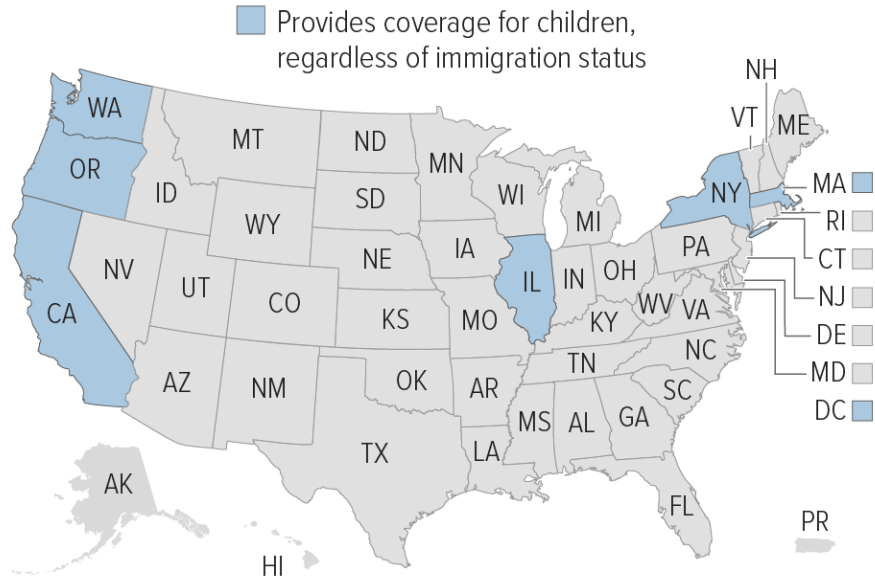 Provides coverage for children,
regardless of immigration status
NH
WA
MT
ND
VT
ME
MN
OR
ID
SD
WI
NY
MA
MI
WY
RI
IA
PA
NE
CT
NV
OH
IL
IN
UT
NJ
CO
WV
VA
CA
KS
MO
KY
DE
NC
TN
MD
AZ
OK
NM
AR
SC
DC
MS
AL
GA
TX
LA
AK
FL
PR
HI